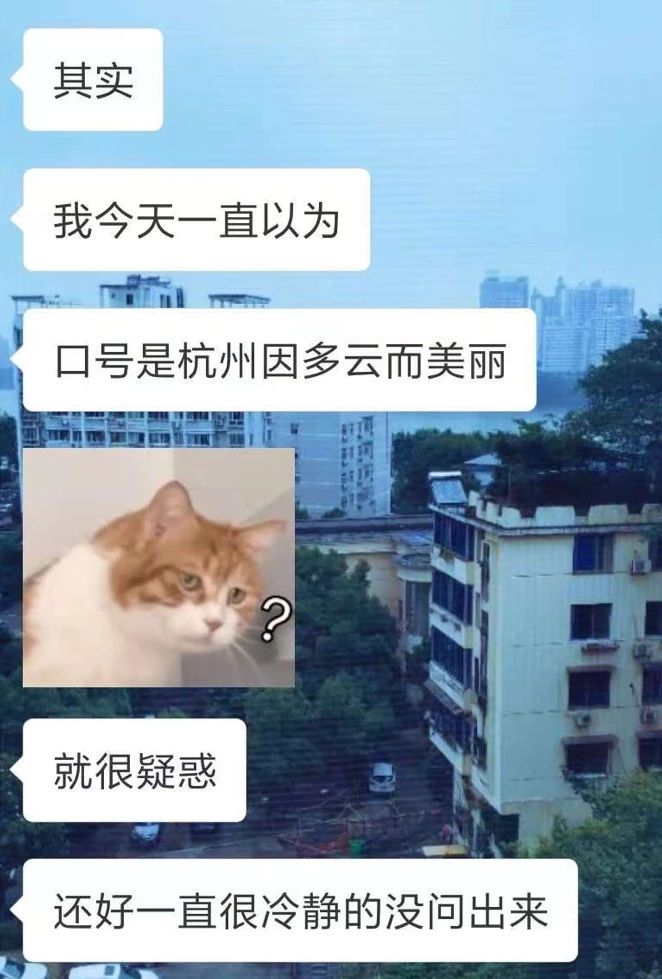 其实
我今天一直以为
口号是杭州因多云而美丽
?
就很疑惑
还好一直很冷静的没问出来